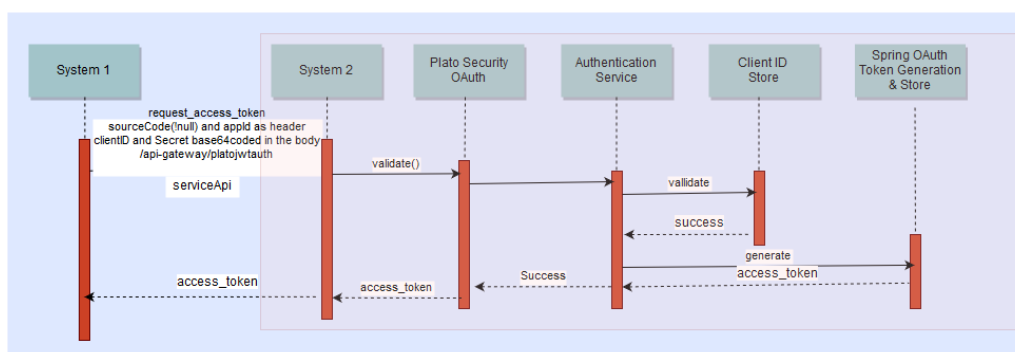 System 1
System 2
Plato Security
OAuth
Authentication
Service
Client ID
Store
Spring OAuth
Token Generation
& Store
request_access_token
sourceCode(!null) and appId as header
clientID and Secret base64coded in the body
/api-gateway/platojwtauth
serviceApi
validate()
vallidate
success
generate
access_token
Success
access_token
access_token